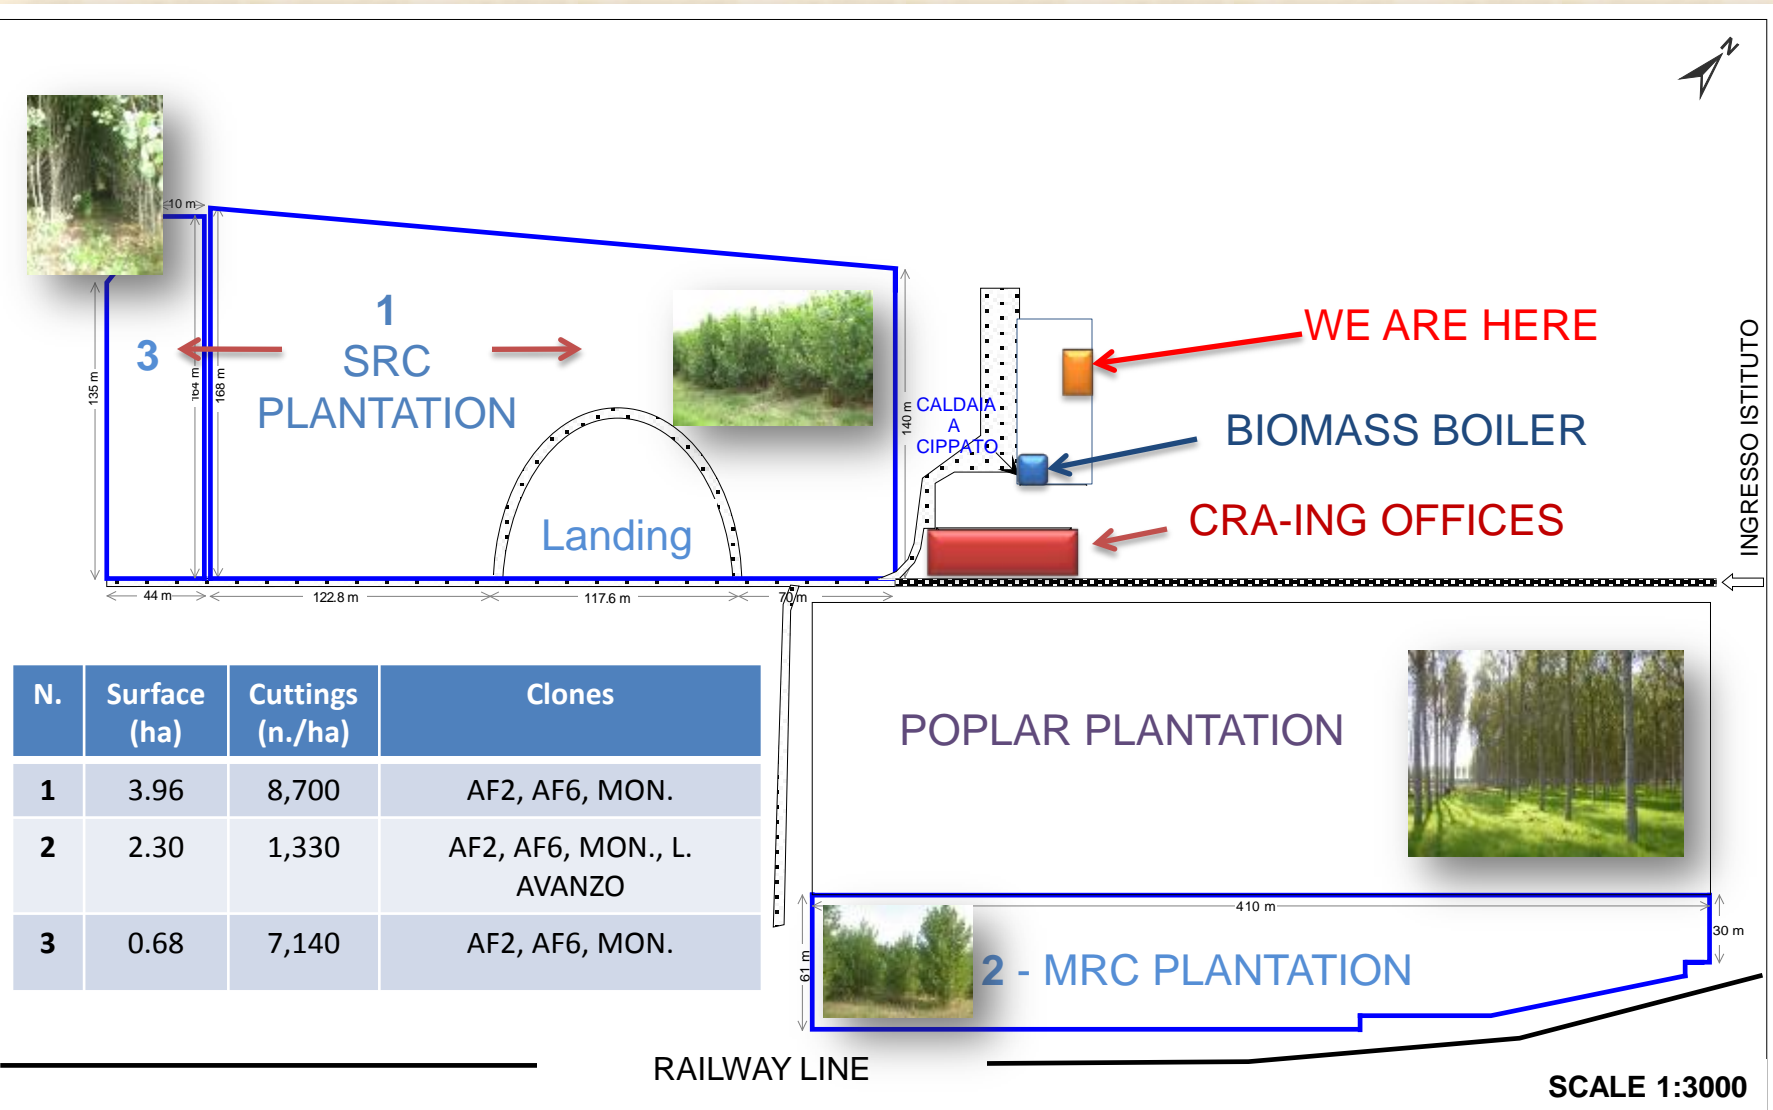 N
10 m
1
SRC
PLANTATION
3
135 m
164 m
168 m
140 m
CALDAIA
A
CIPPATO
WE ARE HERE
BIOMASS BOILER
CRA-ING OFFICES
INGRESSO ISTITUTO
Landing
44 m
122.8 m
117.6 m
70 m
N. Surface (ha) Cuttings (n./ha) Clones
1 3.96 8,700 AF2, AF6, MON.
2 2.30 1,330 AF2, AF6, MON., L.
AVANZO
3 0.68 7,140 AF2, AF6, MON.
POPLAR PLANTATION
410 m
30 m
61 m
2 - MRC PLANTATION
RAILWAY LINE
SCALE 1:3000